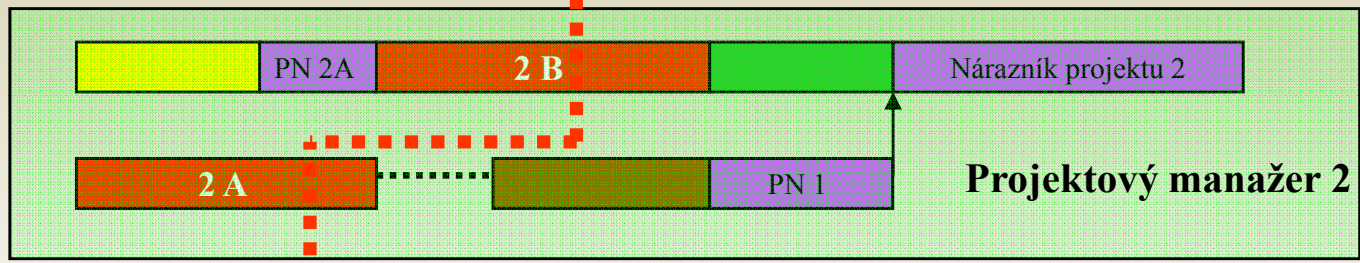 PN 2A
2 B
Nárazník projektu 2
2 A
PN 1
Projektový manažer 2